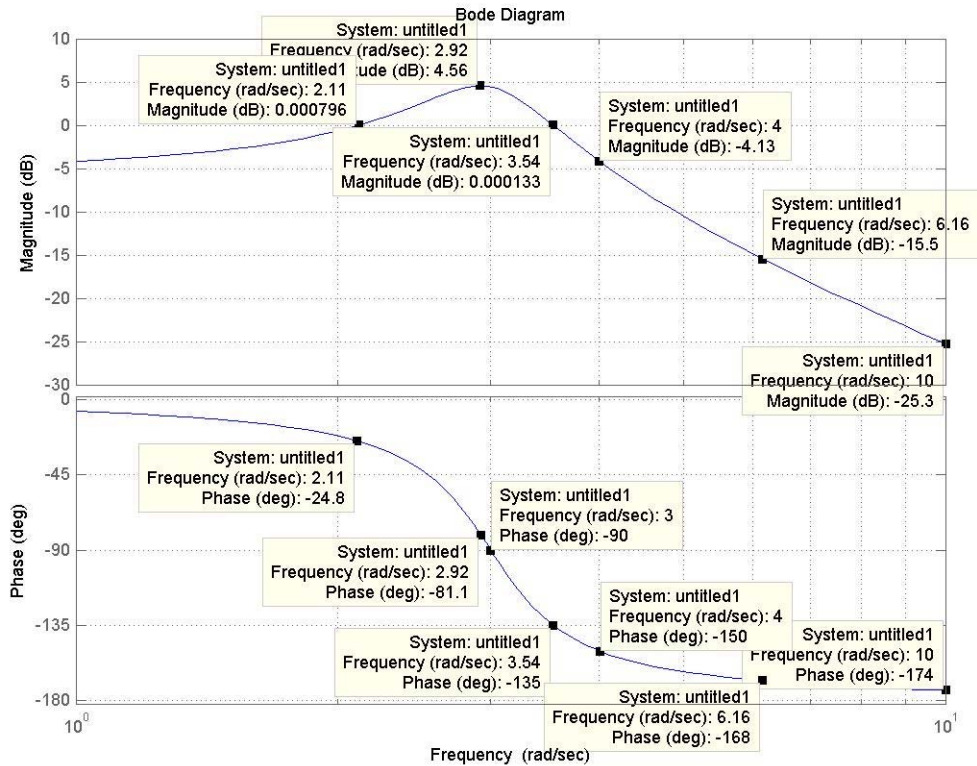 Bode Diagram
System: untitled1
Frequency (rad/sec): 2.92
tude (dB): 4.56
System: untitled1
Frequency (rad/sec): 2.11
Magnitude (dB): 0.000796
System: untitled1
Frequency (rad/sec): 3.54
Magnitude (dB): 0.000133
System: untitled1
Frequency (rad/sec): 4
Magnitude (dB): -4.13
System: untitled1
Frequency (rad/sec): 6.16
Magnitude (dB): -15.5
System: untitled1
Frequency (rad/sec): 10
Magnitude (dB): -25.3
10
5
0
-5
-10
-15
-20
-25
-30
Magnitude (dB)
System: untitled1
Frequency (rad/sec): 2.11
Phase (deg): -24.8
System: untitled1
Frequency (rad/sec): 3
Phase (deg): -90
System: untitled1
Frequency (rad/sec): 2.92
Phase (deg): -81.1
System: untitled1
Frequency (rad/sec): 4
Phase (deg): -150
System: untitled1
Frequency (rad/sec): 3.54
Phase (deg): -135
System: untitled1
Frequency (rad/sec): 10
Phase (deg): -174
System: untitled1
Frequency (rad/sec): 6.16
Phase (deg): -168
0
-45
-90
-135
-180
Phase (deg)
10^0
10^1
Frequency (rad/sec)